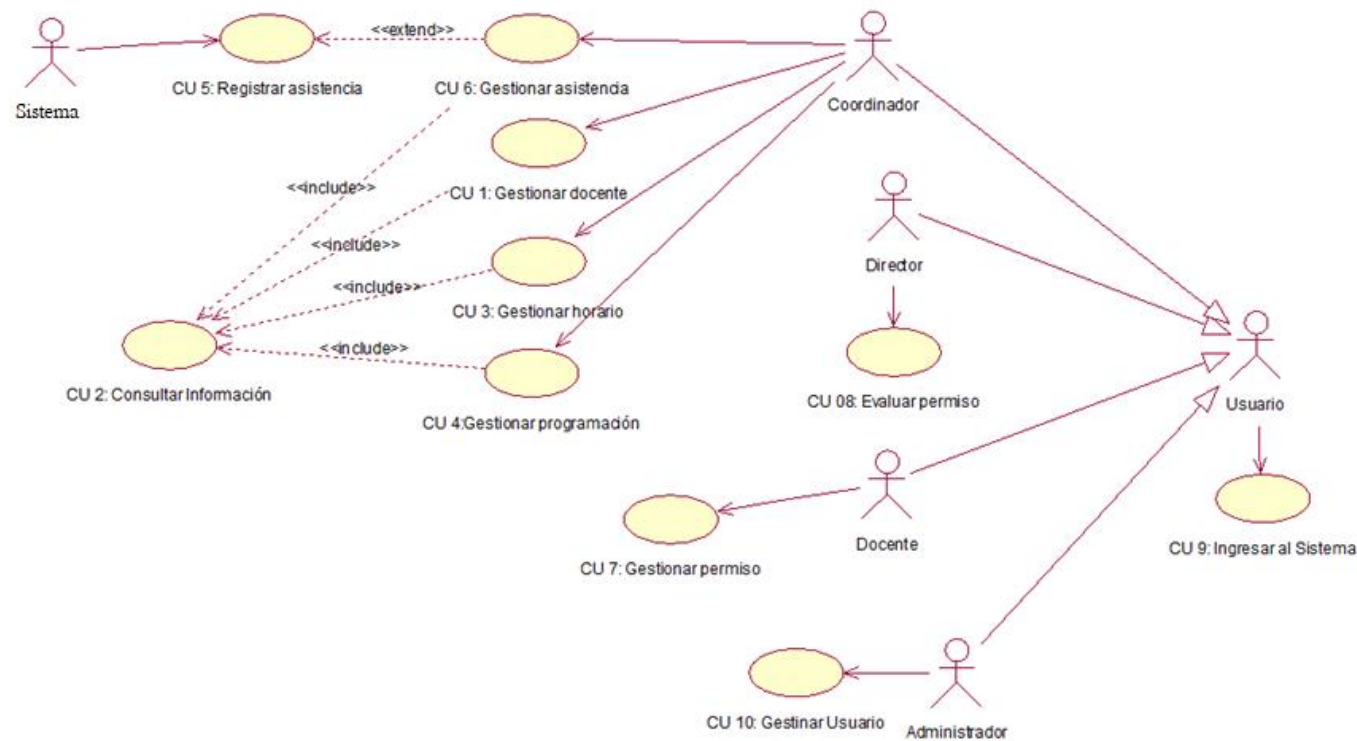 <<extend>>
CU 5: Registrar asistencia
CU 6: Gestionar asistencia
Coordinador
Sistema
<<include>>
CU 1: Gestionar docente
<<include>>
Director
<<include>>
CU 3: Gestionar horario
<<include>>
CU 2: Consultar Información
CU 08: Evaluar permiso
Usuario
CU 4:Gestionar programación
Docente
CU 9: Ingresar al Sistema
CU 7: Gestionar permiso
CU 10: Gestinar Usuario
Administrador